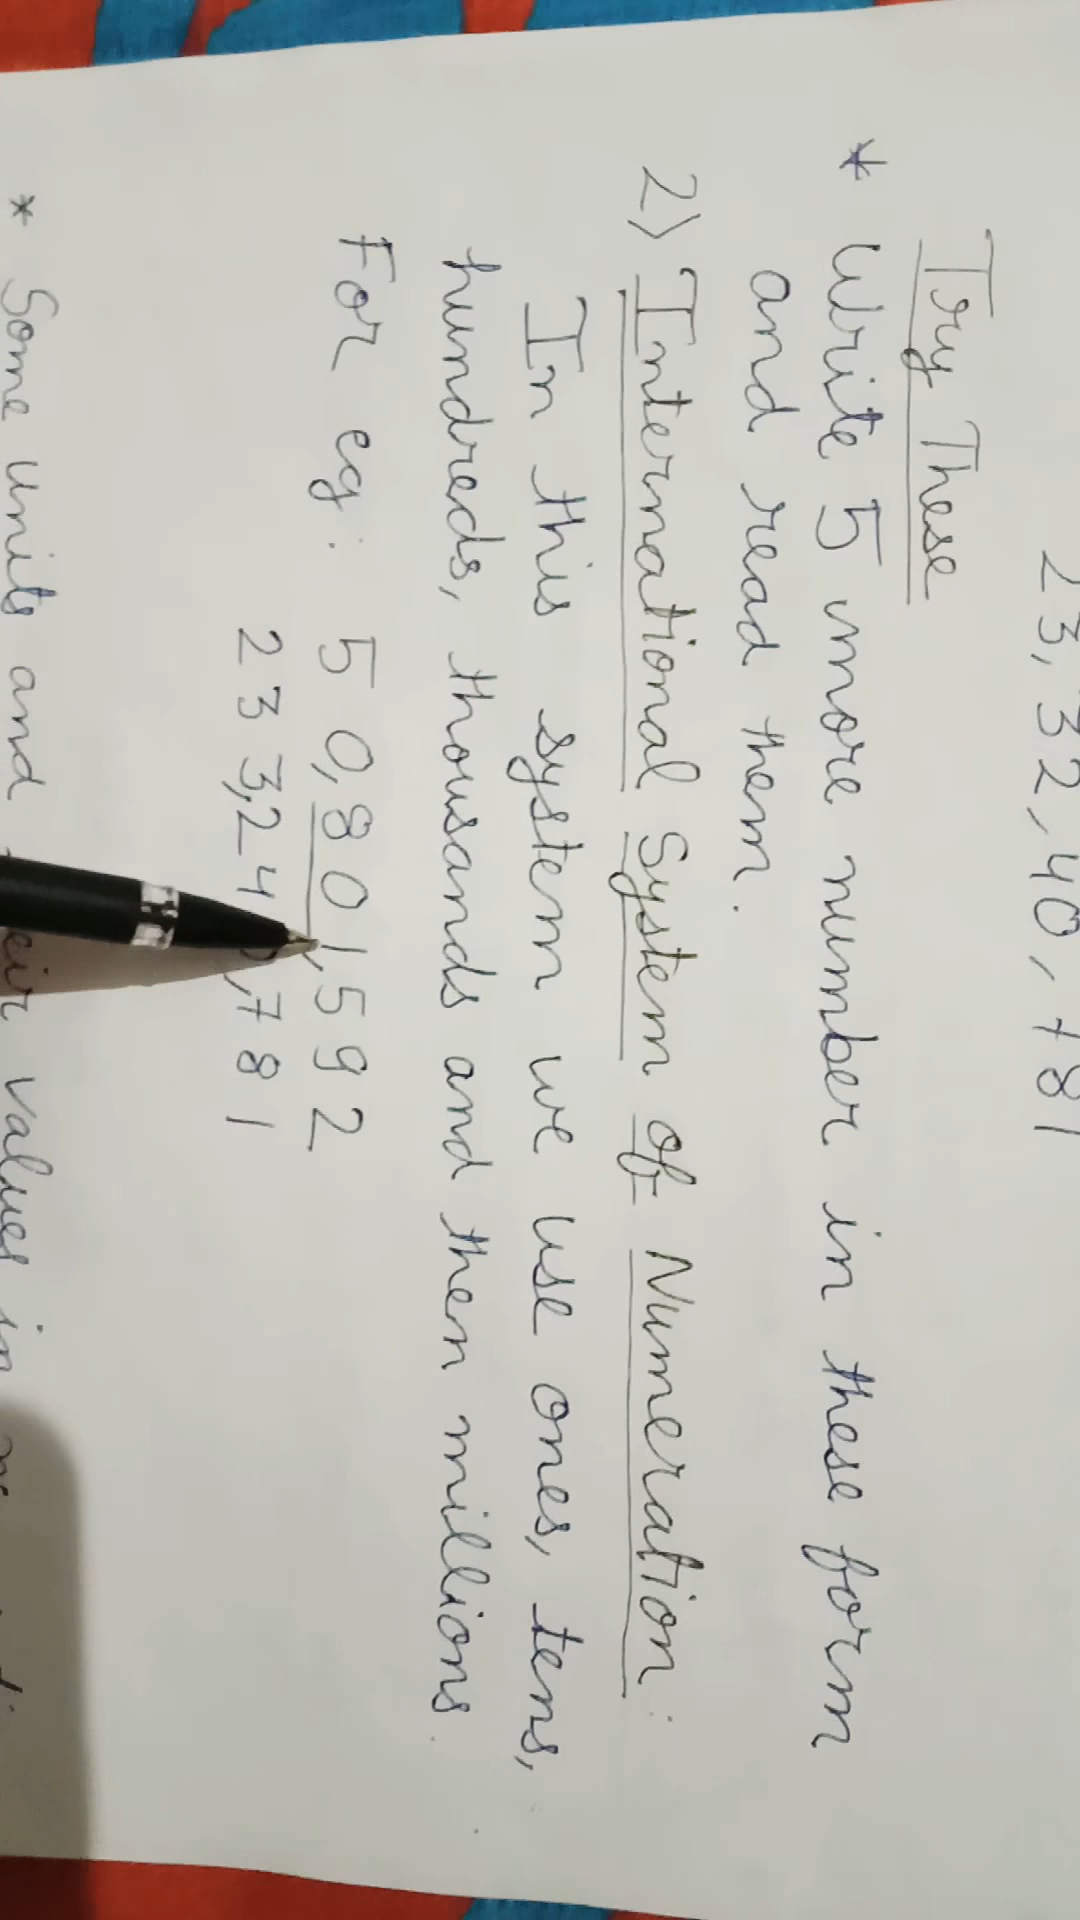 23,32,40,781
Try These
* Write 5 more number in these form
and read them.
2) International System of Numeration:
In this system we use ones, tens,
hundreds, thousands and then millions.
For eg: 50,801,592
233,24 ,781
* Some units and values in